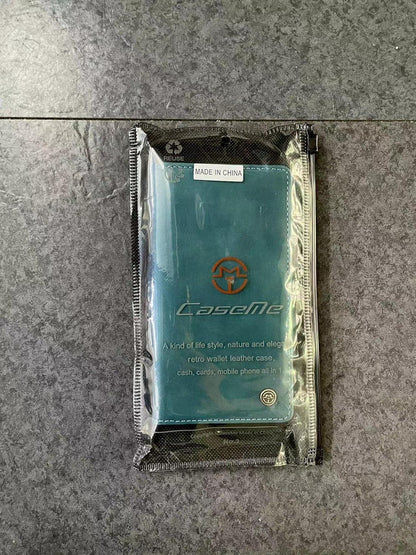 REUSE
MADE IN CHINA
CaseMe
A kind of life style, nature and eleg
retro wallet leather case,
cash, cards, mobile phone all in 1